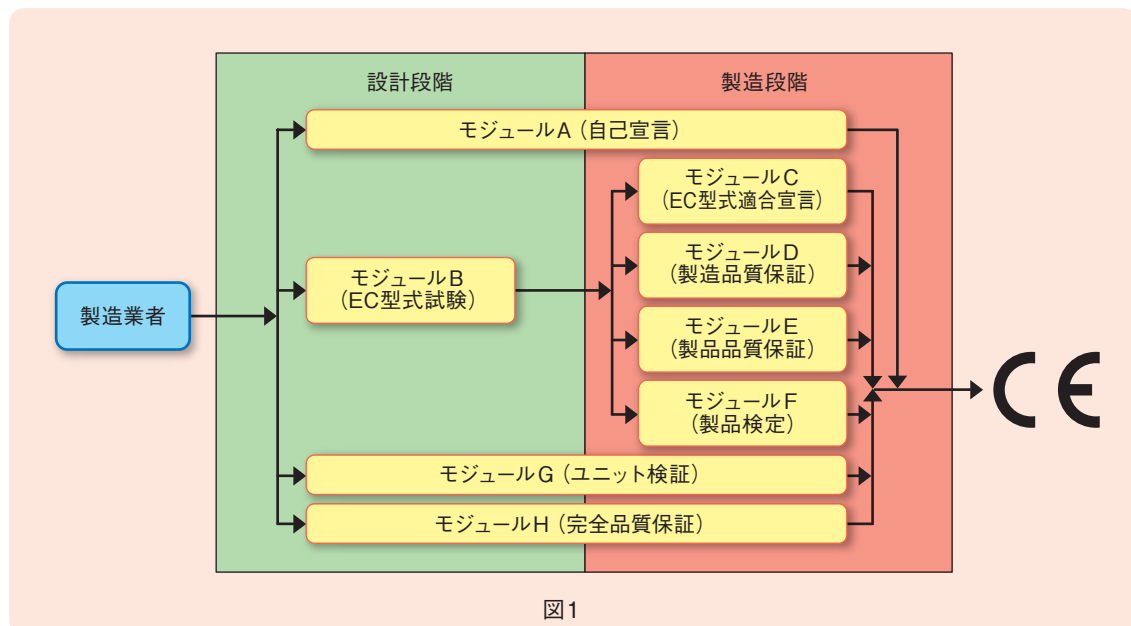 設計段階
製造段階
モジュールA（自己宣言）
モジュールC
（EC型式適合宣言）
モジュールD
（製造品質保証）
モジュールB
（EC型式試験）
製造業者
モジュールE
（製品品質保証）
モジュールF
（製品検定）
CE
モジュールG（ユニット検証）
モジュールH（完全品質保証）
図1